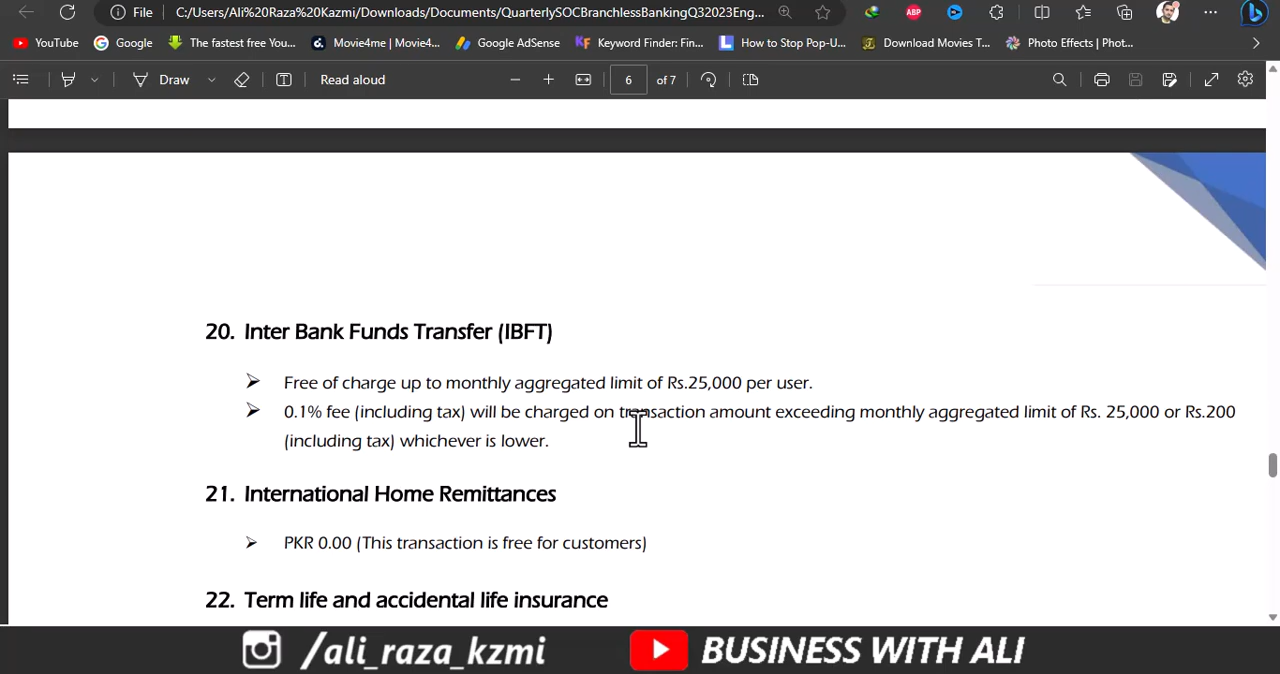 File C:/Users/Ali%20Raza%20Kazmi/Downloads/Documents/QuarterlySOCBranchlessBankingQ32023Eng...
YouTube Google The fastest free You... Movie4me | Movie4... Google AdSense Keyword Finder: Fin... How to Stop Pop-U... Download Movies T... Photo Effects | Phot...
Draw Read aloud 6 of 7
20. Inter Bank Funds Transfer (IBFT)
Free of charge up to monthly aggregated limit of Rs.25,000 per user.
0.1% fee (including tax) will be charged on transaction amount exceeding monthly aggregated limit of Rs. 25,000 or Rs.200
(including tax) whichever is lower.
21. International Home Remittances
PKR 0.00 (This transaction is free for customers)
22. Term life and accidental life insurance
/ali_raza_kzmi BUSINESS WITH ALI